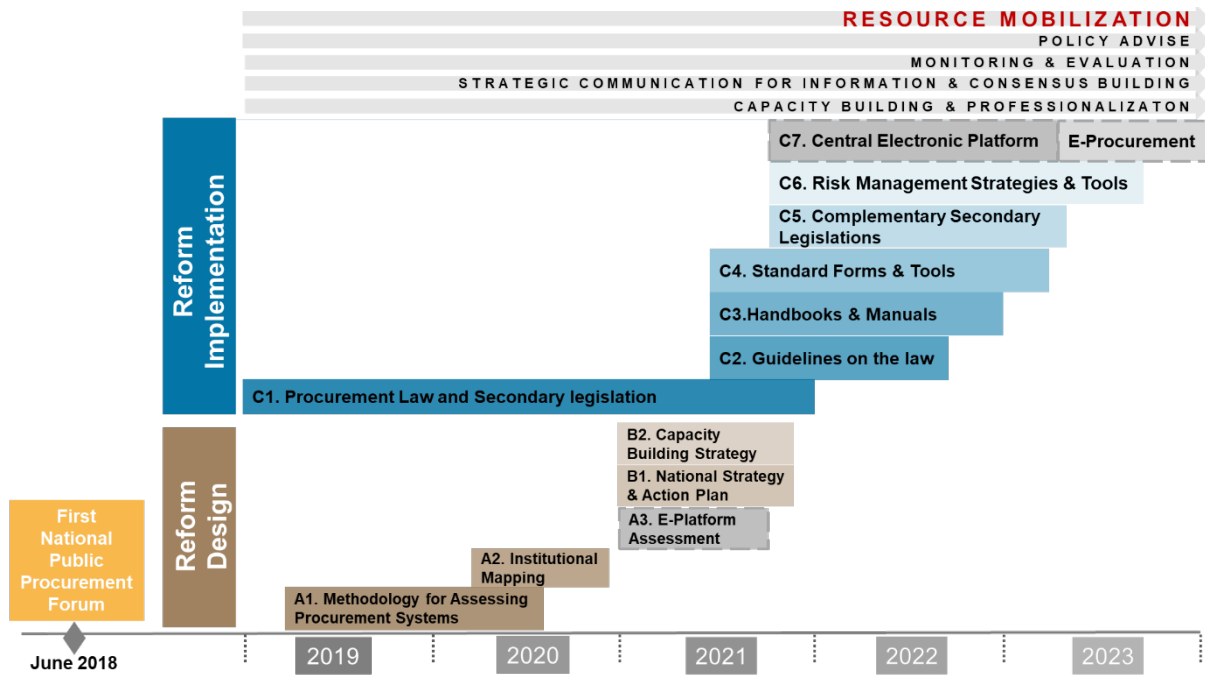 RESOURCE MOBILIZATION
POLICY ADVISE
MONITORING & EVALUATION
STRATEGIC COMMUNICATION FOR INFORMATION & CONSENSUS BUILDING
CAPACITY BUILDING & PROFESSIONALIZATON
Reform
Implementation
C7. Central Electronic Platform
E-Procurement
C6. Risk Management Strategies & Tools
C5. Complementary Secondary
Legislations
C4. Standard Forms & Tools
C3.Handbooks & Manuals
C2. Guidelines on the law
C1. Procurement Law and Secondary legislation
Reform
Design
B2. Capacity
Building Strategy
B1. National Strategy
& Action Plan
A3. E-Platform
Assessment
A2. Institutional
Mapping
A1. Methodology for Assessing
Procurement Systems
First
National
Public
Procurement
Forum
June 2018
2019
2020
2021
2022
2023